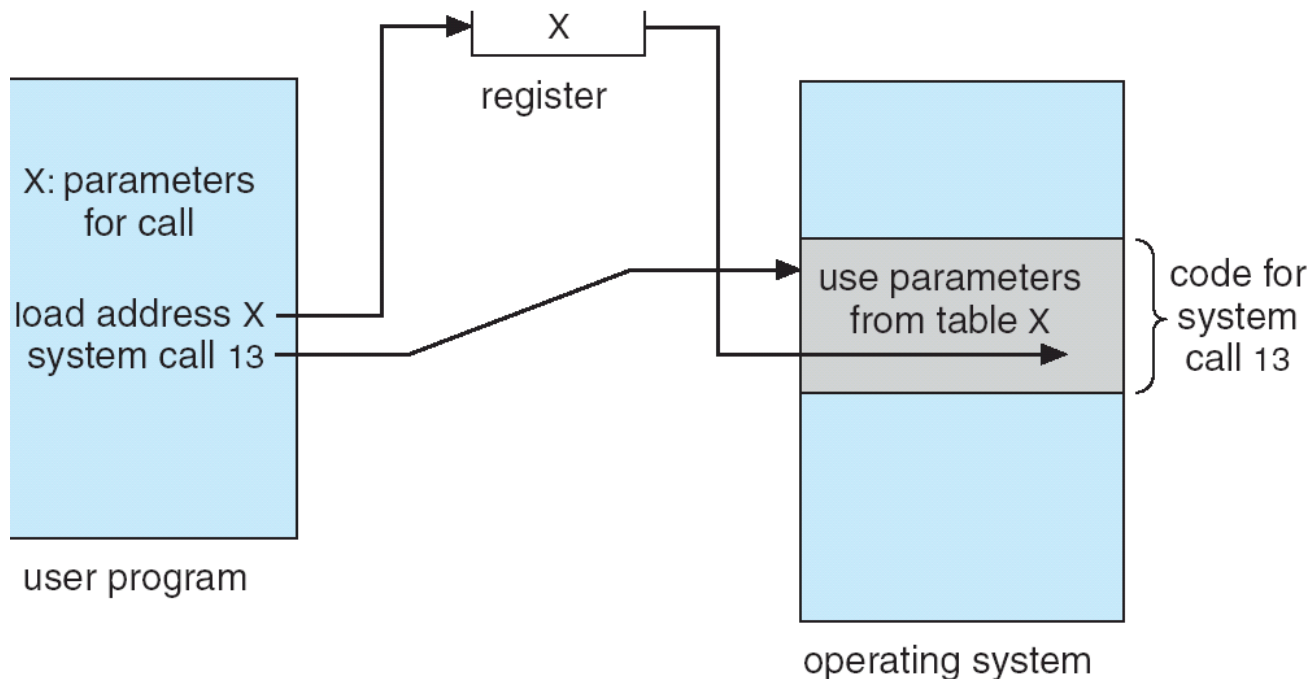 X
register
X: parameters
for call
load address X
system call 13
user program
use parameters
from table X
code for
system
call 13
operating system